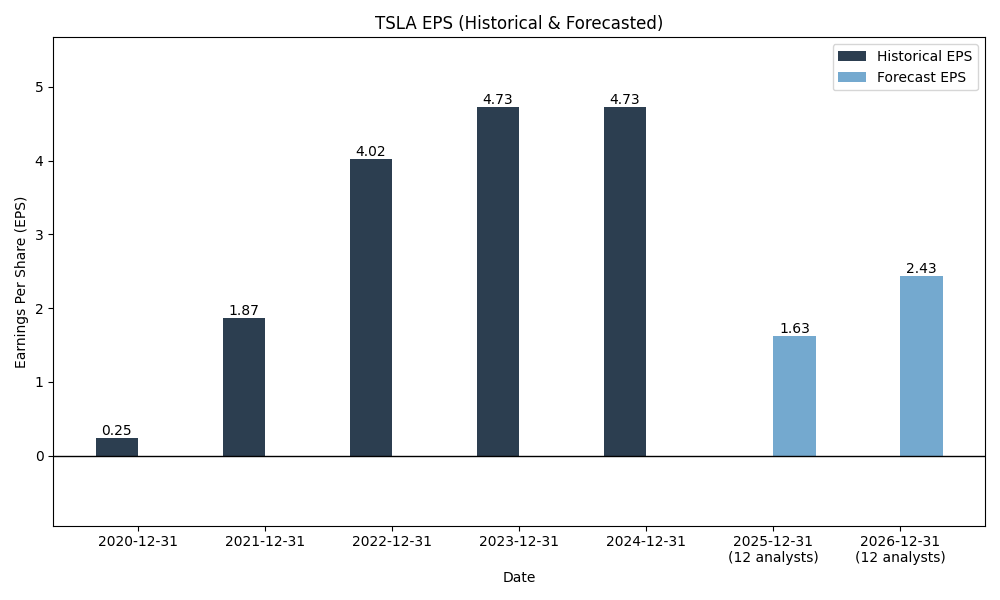 TSLA EPS (Historical & Forecasted)
Historical EPS
Forecast EPS
Earnings Per Share (EPS)
5
4
3
2
1
0
0.25
1.87
4.02
4.73
4.73
1.63
2.43
2020-12-31
2021-12-31
2022-12-31
2023-12-31
2024-12-31
2025-12-31
(12 analysts)
2026-12-31
(12 analysts)
Date